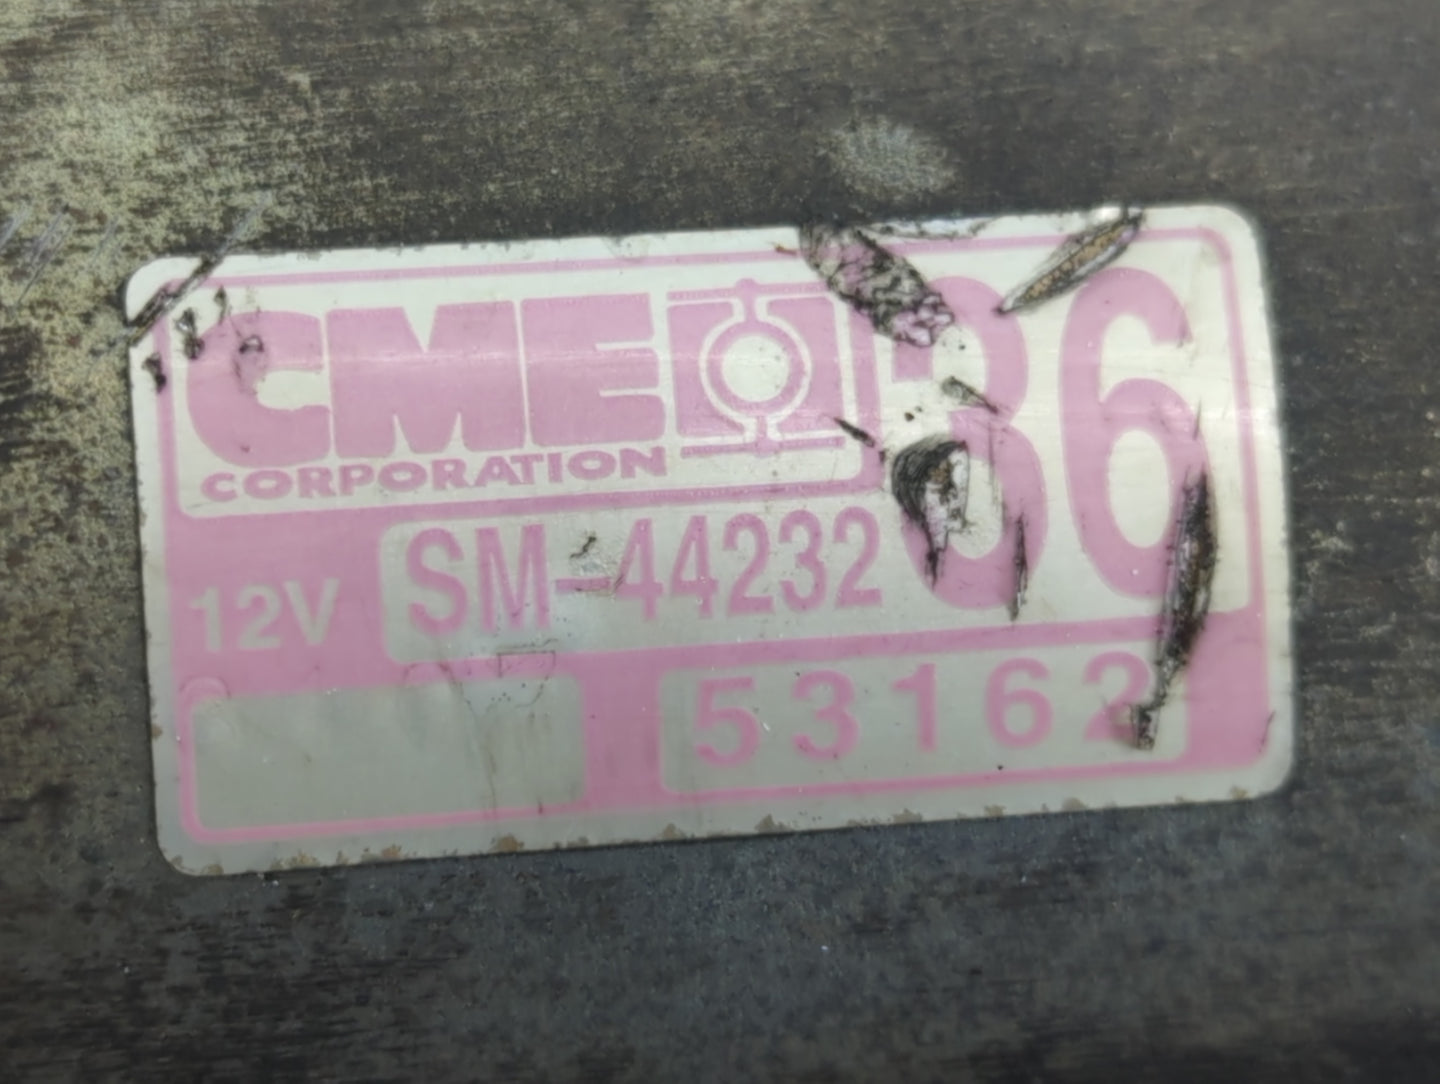 CME
CORPORATION
36
12V SM-44232
53162